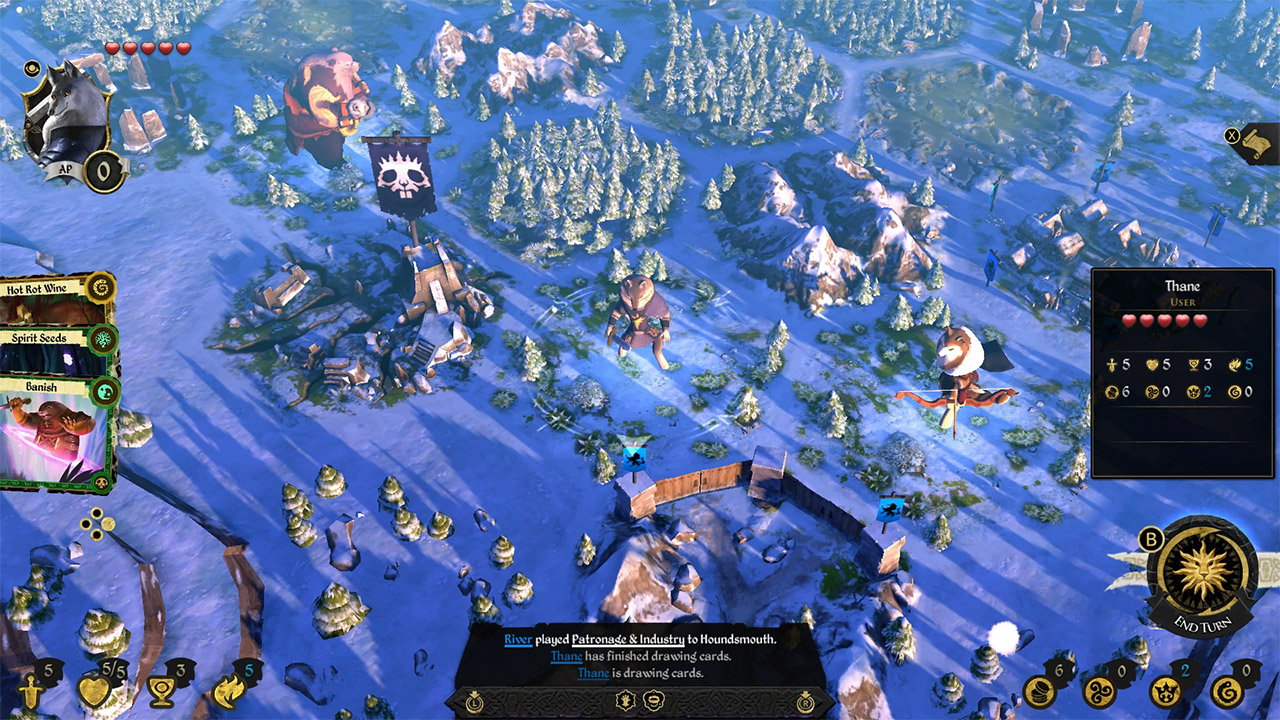 AP 0
X
Hot Rot Wine
Spirit Seeds
Banish
Thane
USER
5 5 3 5
6 0 2 0
B
END TURN
River played Patronage & Industry to Houndsmouth.
Thane has finished drawing cards.
Thane is drawing cards.
5 5/5 3 5
6 0 2 0
L R